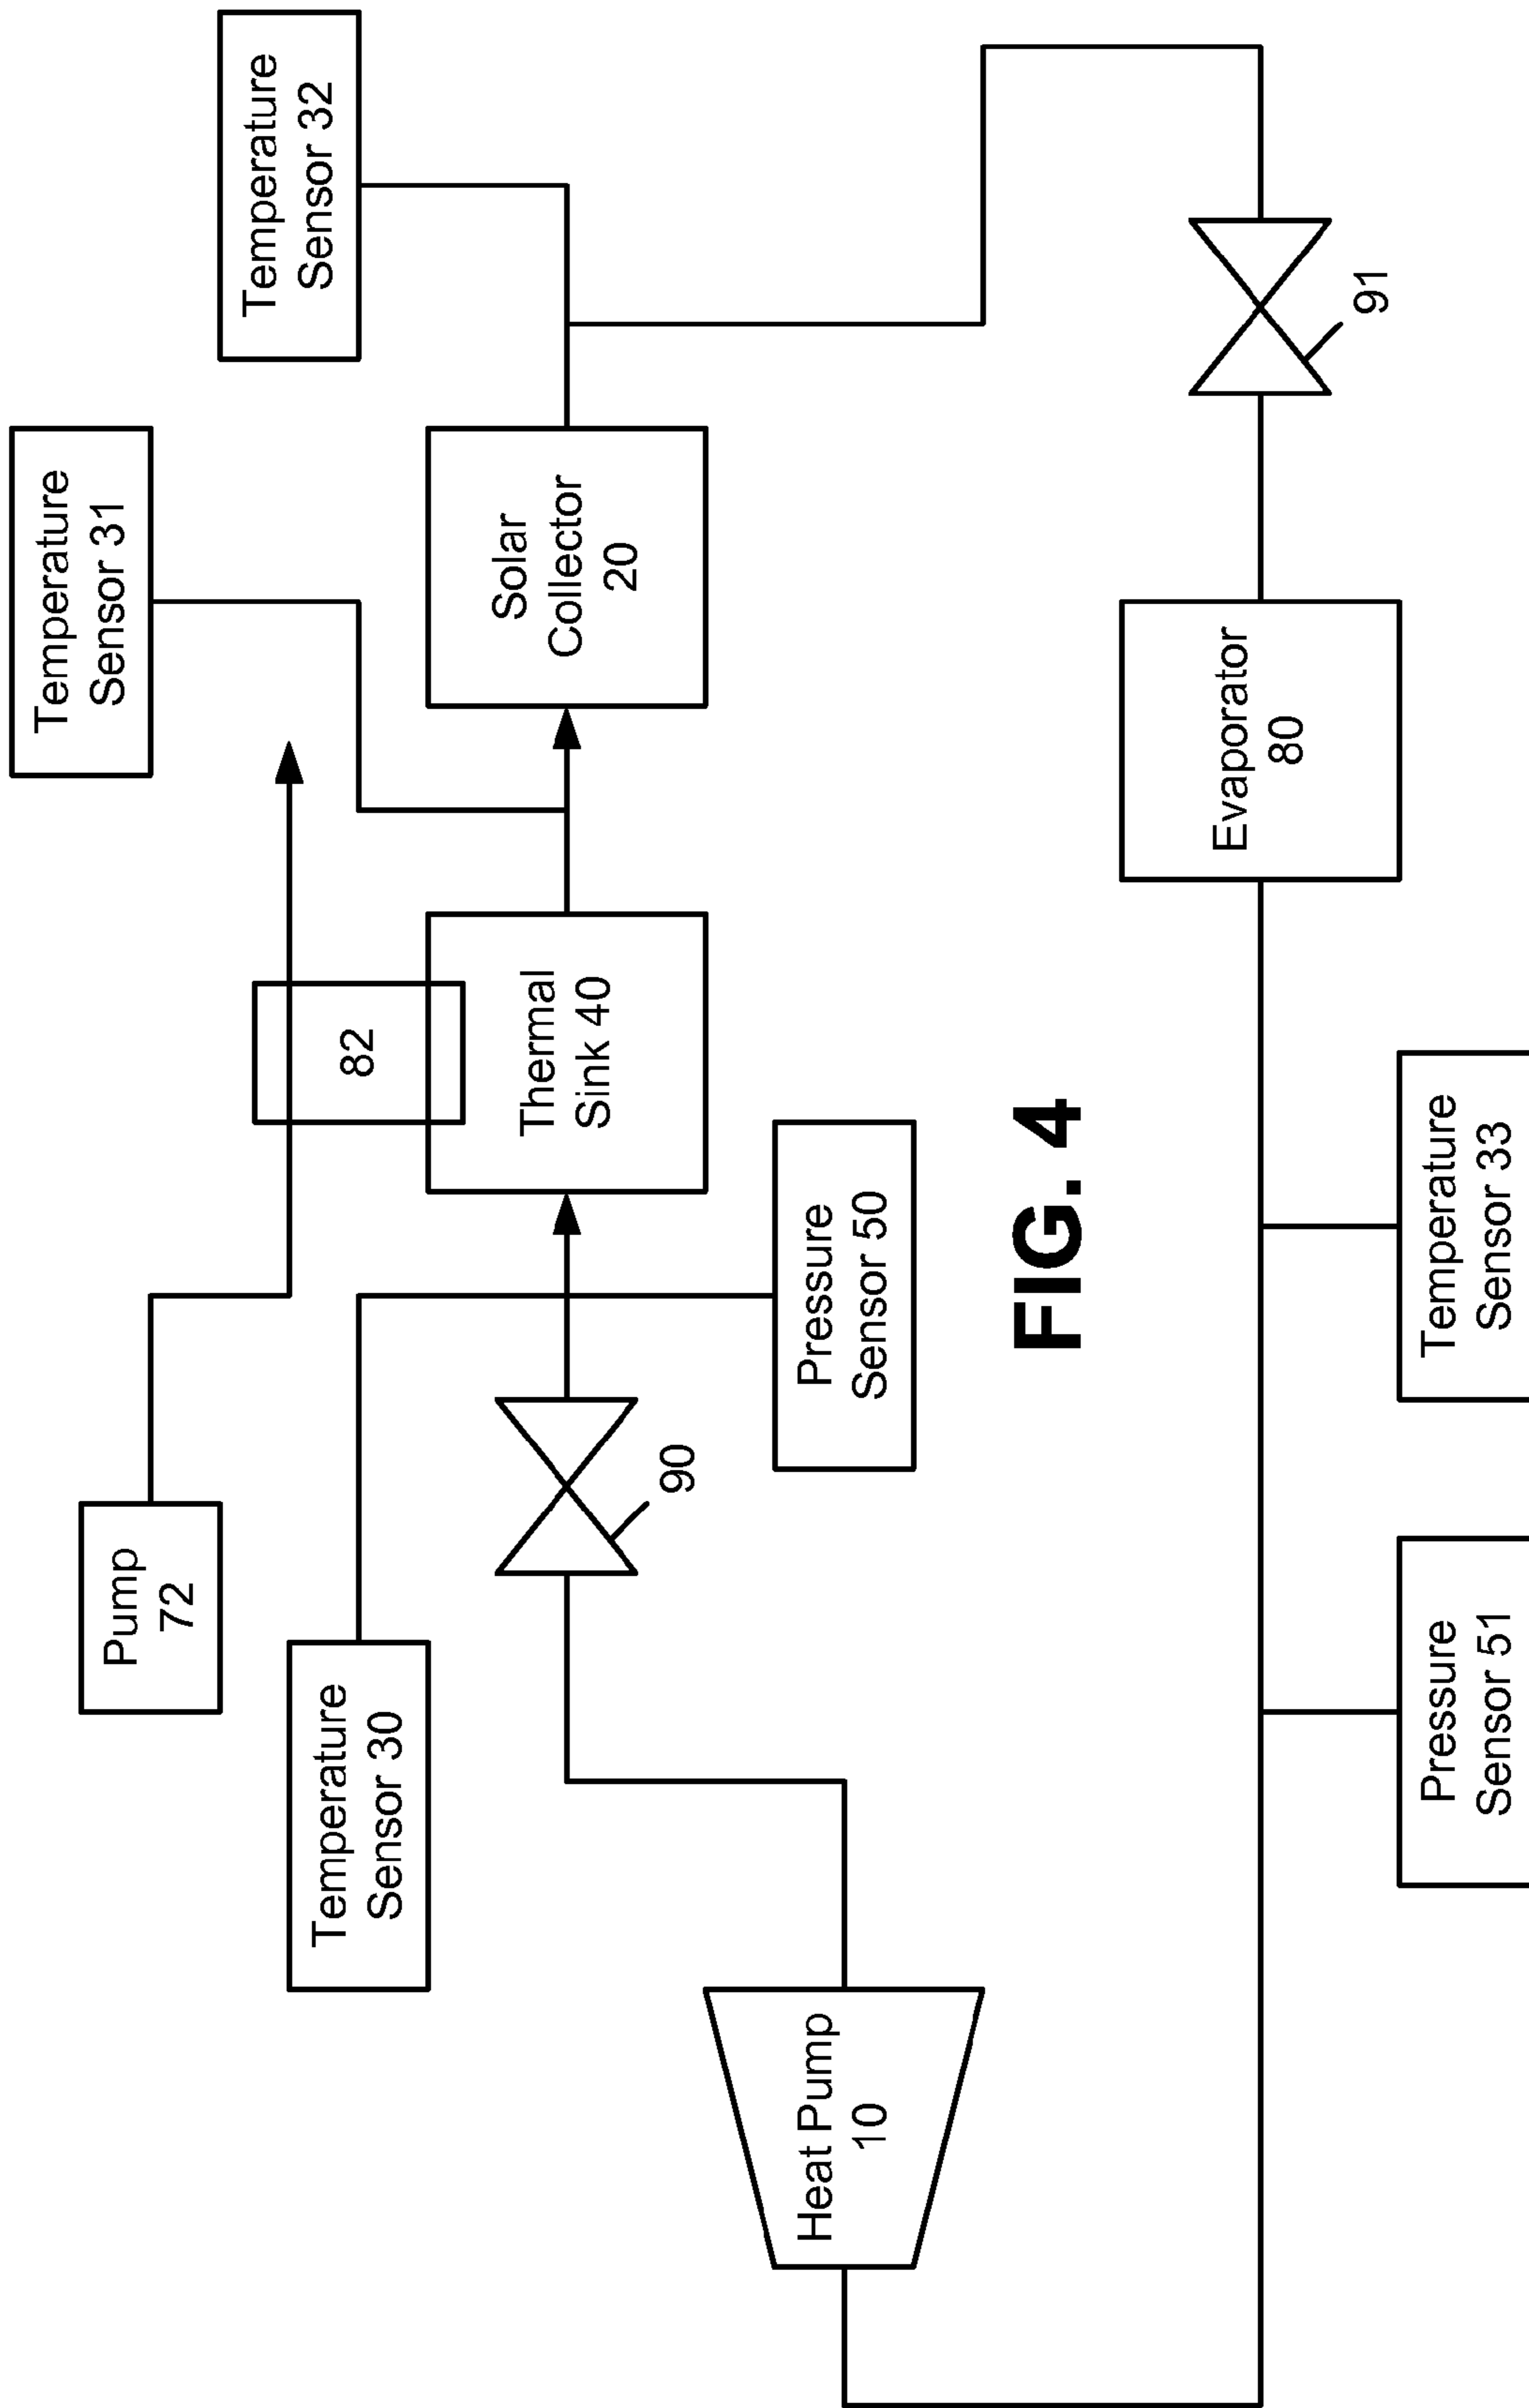 Temperature
Sensor 31
Temperature
Sensor 32
Pump
72
Temperature
Sensor 30
82
Thermal
Sink 40
Solar
Collector
20
90
Heat Pump
10
Pressure
Sensor 50
FIG. 4
Evaporator
80
91
Pressure
Sensor 51
Temperature
Sensor 33